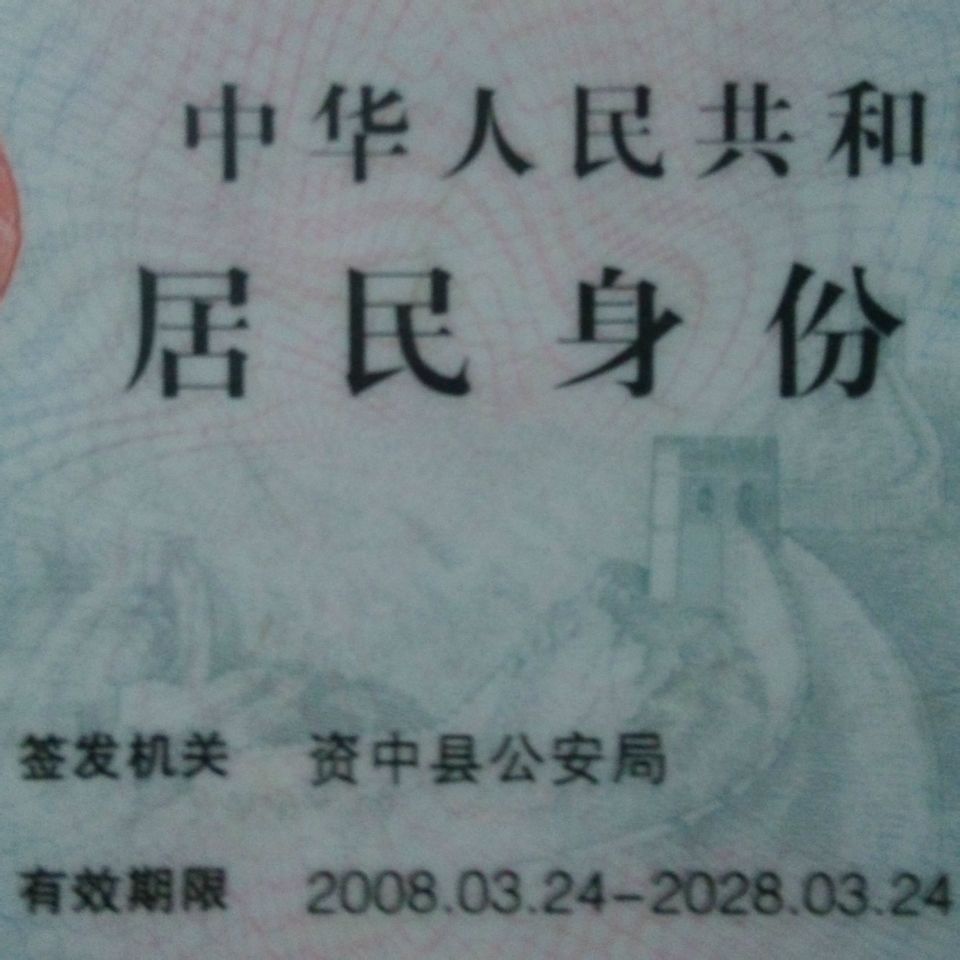 中华人民共和
居民身份
签发机关 资中县公安局
有效期限 2008.03.24-2028.03.24